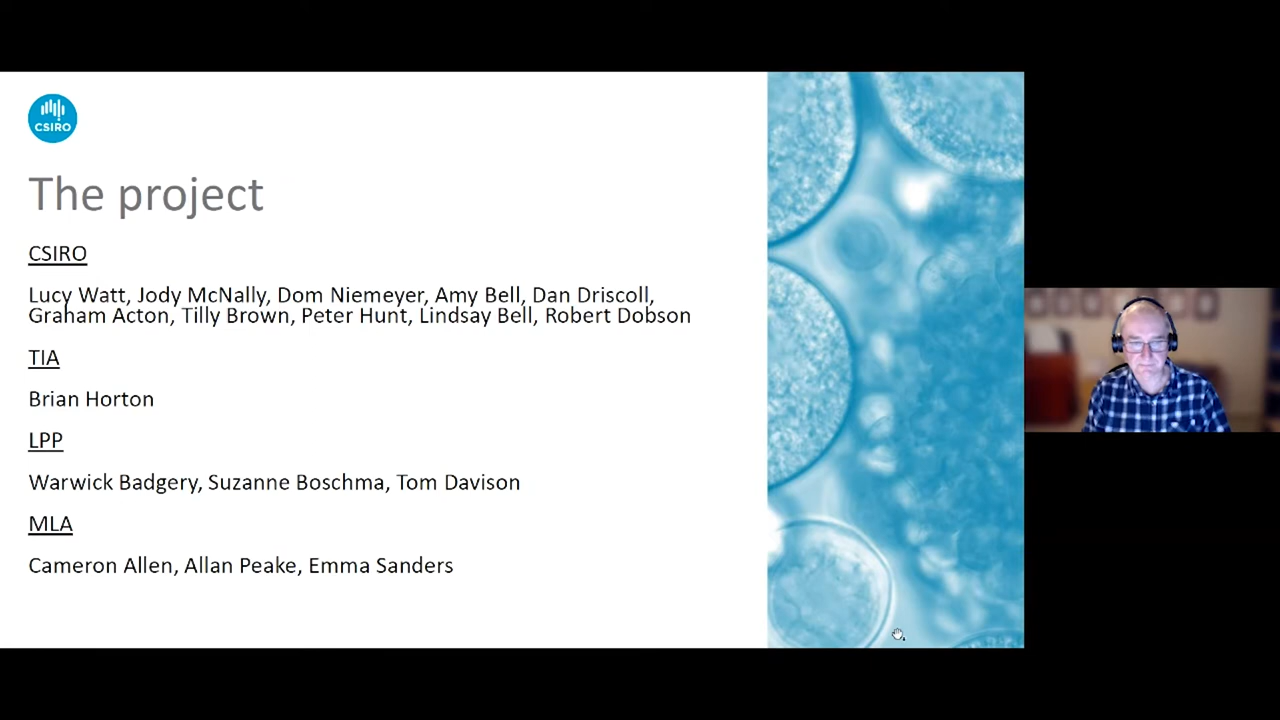 CSIRO
The project
CSIRO
Lucy Watt, Jody McNally, Dom Niemeyer, Amy Bell, Dan Driscoll,
Graham Acton, Tilly Brown, Peter Hunt, Lindsay Bell, Robert Dobson
TIA
Brian Horton
LPP
Warwick Badgery, Suzanne Boschma, Tom Davison
MLA
Cameron Allen, Allan Peake, Emma Sanders